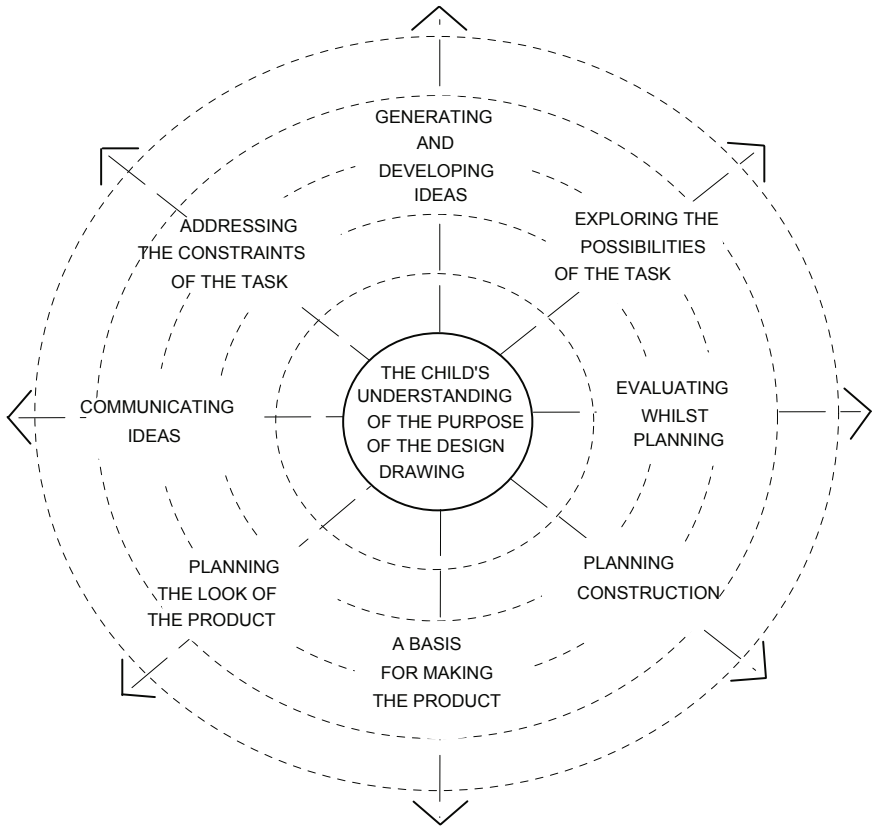 GENERATING
AND
DEVELOPING
IDEAS
ADDRESSING
THE CONSTRAINTS
OF THE TASK
EXPLORING THE
POSSIBILITIES
OF THE TASK
THE CHILD'S
UNDERSTANDING
OF THE PURPOSE
OF THE DESIGN
DRAWING
COMMUNICATING
IDEAS
EVALUATING
WHILST
PLANNING
PLANNING
THE LOOK OF
THE PRODUCT
PLANNING
CONSTRUCTION
A BASIS
FOR MAKING
THE PRODUCT